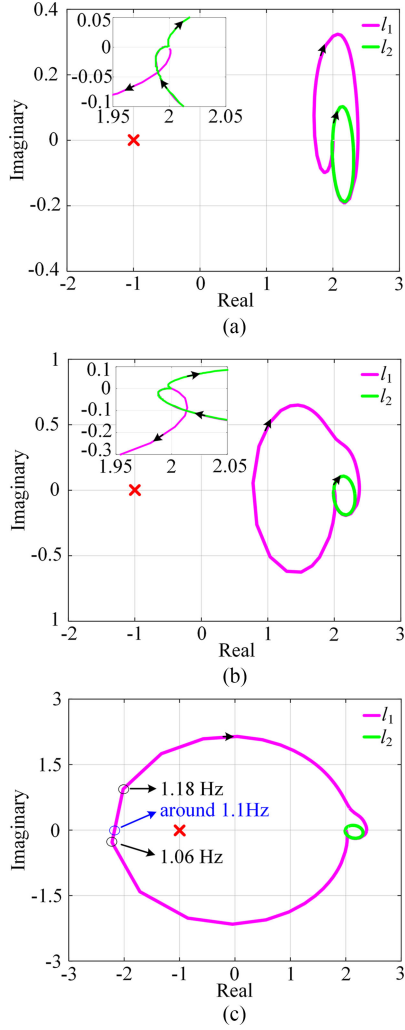 0.4
0.2
0
-0.2
-0.4
Imaginary
0.05
0
-0.05
-0.1
1.95
2
2.05
l1
l2
-2
-1
0
1
2
3
Real
(a)
1
0.5
0
-0.5
1
Imaginary
0.1
0
-0.1
-0.2
-0.3
1.95
2
2.05
l1
l2
-2
-1
0
1
2
3
Real
(b)
3
1.5
0
-1.5
-3
Imaginary
l1
l2
1.18 Hz
around 1.1Hz
1.06 Hz
-3
-2
-1
0
1
2
3
Real
(c)